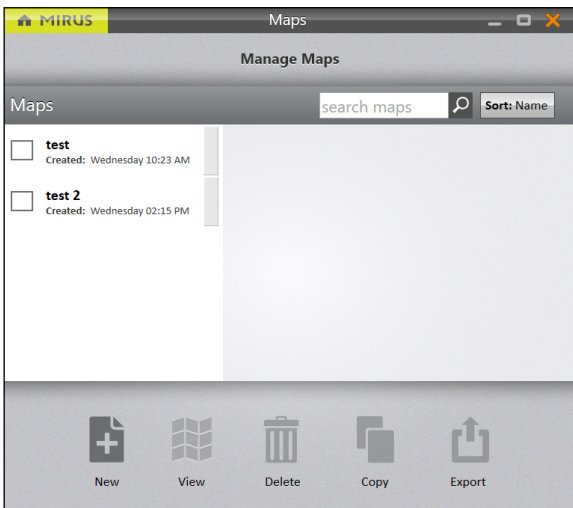 MIRUS Maps
Manage Maps
Maps search maps Sort: Name
test
Created: Wednesday 10:23 AM
test 2
Created: Wednesday 02:15 PM
New View Delete Copy Export